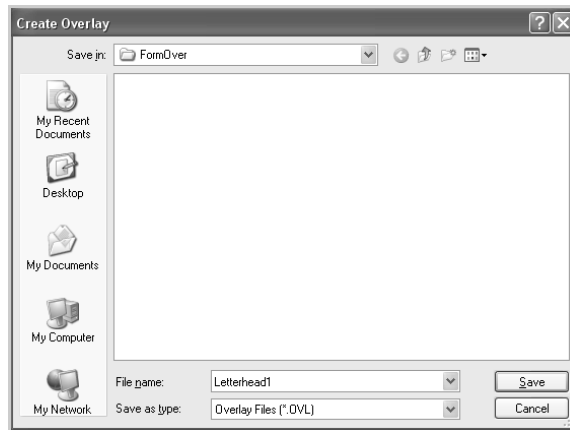 Create Overlay
Save in:
FormOver
My Recent
Documents
Desktop
My Documents
My Computer
My Network
File name:
Letterhead1
Save
Save as type:
Overlay Files (*.OVL)
Cancel